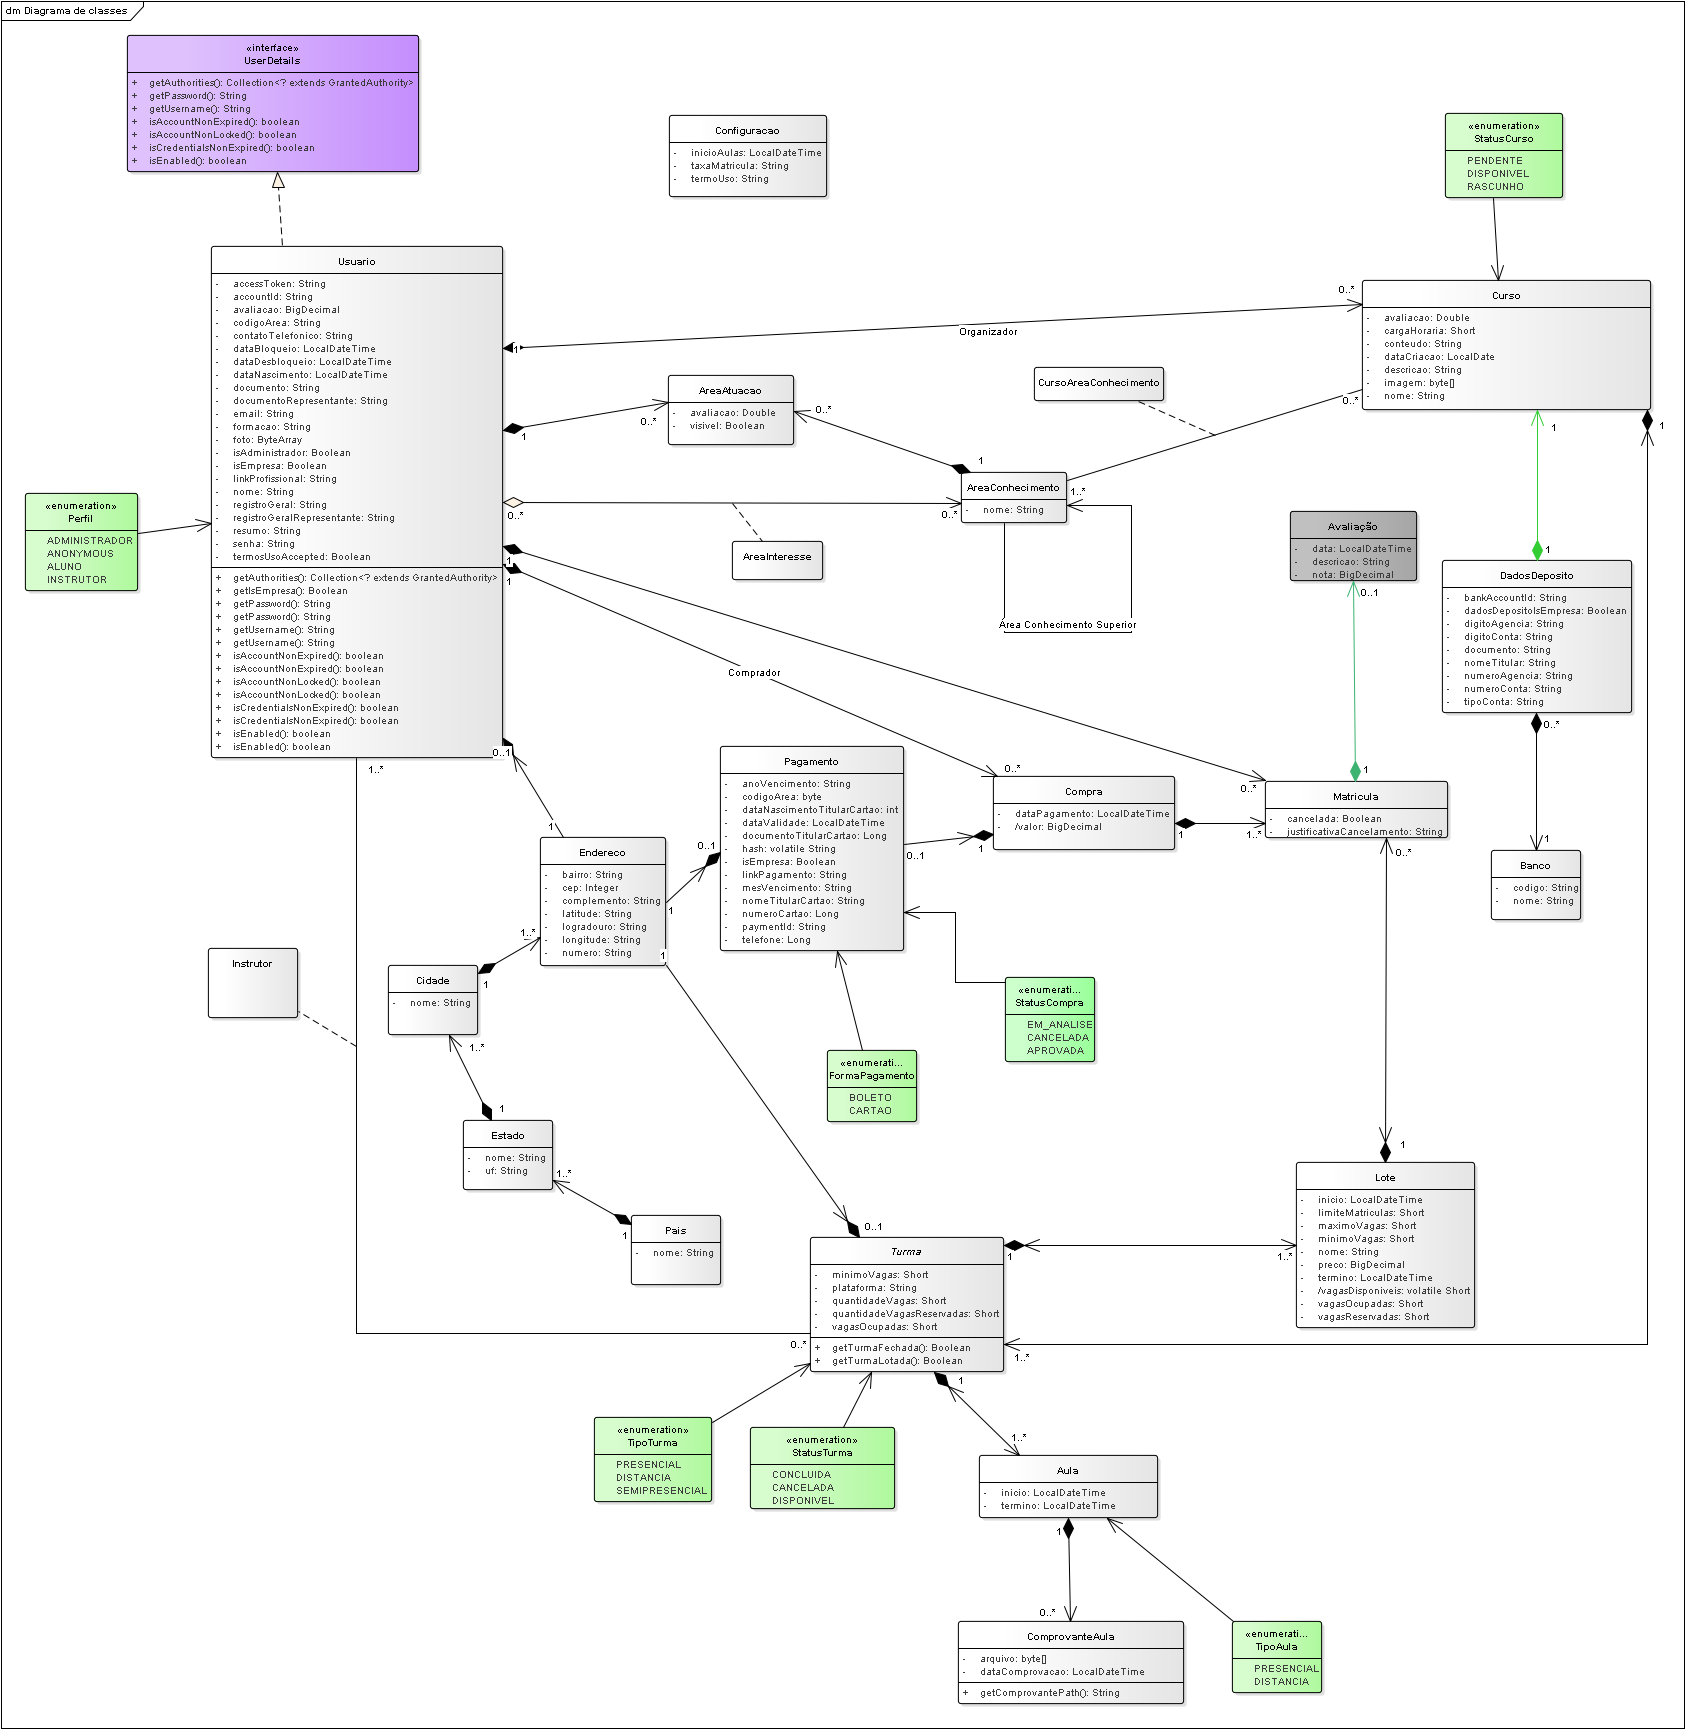 dm Diagrama de classes
«interface»
UserDetails
+ getAuthorities(): Collection<? extends GrantedAuthority>
+ getPassword(): String
+ getUsername(): String
+ isAccountNonExpired(): boolean
+ isAccountNonLocked(): boolean
+ isCredentialsNonExpired(): boolean
+ isEnabled(): boolean
Configuracao
- inicioAulas: LocalDateTime
- taxaMatricula: String
- termoUso: String
«enumeration»
StatusCurso
PENDENTE
DISPONIVEL
RASCUNHO
Usuario
- accessToken: String
- accountId: String
- avaliacao: BigDecimal
- codigoArea: String
- contatoTelefonico: String
- dataBloqueio: LocalDateTime
- dataDesbloqueio: LocalDateTime
- dataNascimento: LocalDateTime
- documento: String
- documentoRepresentante: String
- email: String
- formacao: String
- foto: ByteArray
- isAdministrador: Boolean
- isEmpresa: Boolean
- linkProfissional: String
- nome: String
- registroGeral: String
- registroGeralRepresentante: String
- resumo: String
- senha: String
- termosUsoAccepted: Boolean
+ getAuthorities(): Collection<? extends GrantedAuthority>
+ getIsEmpresa(): Boolean
+ getPassword(): String
+ getPassword(): String
+ getUsername(): String
+ getUsername(): String
+ isAccountNonExpired(): boolean
+ isAccountNonExpired(): boolean
+ isAccountNonLocked(): boolean
+ isAccountNonLocked(): boolean
+ isCredentialsNonExpired(): boolean
+ isCredentialsNonExpired(): boolean
+ isEnabled(): boolean
+ isEnabled(): boolean
1
Organizador
0..*
Curso
- avaliacao: Double
- cargaHoraria: Short
- conteudo: String
- dataCriacao: LocalDate
- descricao: String
- imagem: byte[]
- nome: String
AreaAtuacao
- avaliacao: Double
- visivel: Boolean
1
0..*
0..*
1
CursoAreaConhecimento
0..*
1..*
AreaConhecimento
- nome: String
0..*
0..*
AreaInteresse
Área Conhecimento Superior
«enumeration»
Perfil
ADMINISTRADOR
ANONYMOUS
ALUNO
INSTRUTOR
Avaliação
- data: LocalDateTime
- descricao: String
- nota: BigDecimal
0..1
1
1
1
1
DadosDeposito
- bankAccountId: String
- dadosDepositoIsEmpresa: Boolean
- digitoAgencia: String
- digitoConta: String
- documento: String
- nomeTitular: String
- numeroAgencia: String
- numeroConta: String
- tipoConta: String
0..*
1
Banco
- codigo: String
- nome: String
1
1
Comprador
0..*
0..*
0..1
1
1..*
Pagamento
- anoVencimento: String
- codigoArea: byte
- dataNascimentoTitularCartao: int
- dataValidade: LocalDateTime
- documentoTitularCartao: Long
- hash: volatile String
- isEmpresa: Boolean
- linkPagamento: String
- mesVencimento: String
- nomeTitularCartao: String
- numeroCartao: Long
- paymentId: String
- telefone: Long
0..1
1
Compra
- dataPagamento: LocalDateTime
- /valor: BigDecimal
1
1..*
Matricula
- cancelada: Boolean
- justificativaCancelamento: String
0..*
1
Endereco
- bairro: String
- cep: Integer
- complemento: String
- latitude: String
- logradouro: String
- longitude: String
- numero: String
0..1
1
1
1..*
1
Cidade
- nome: String
1..*
1
Estado
- nome: String
- uf: String
1..*
1
Pais
- nome: String
Instrutor
«enumerati...
StatusCompra
EM_ANALISE
CANCELADA
APROVADA
«enumerati...
FormaPagamento
BOLETO
CARTAO
0..1
Turma
- minimoVagas: Short
- plataforma: String
- quantidadeVagas: Short
- quantidadeVagasReservadas: Short
- vagasOcupadas: Short
+ getTurmaFechada(): Boolean
+ getTurmaLotada(): Boolean
0..*
1
1..*
1..*
1
Lote
- inicio: LocalDateTime
- limiteMatriculas: Short
- maximoVagas: Short
- minimoVagas: Short
- nome: String
- preco: BigDecimal
- termino: LocalDateTime
- /vagasDisponiveis: volatile Short
- vagasOcupadas: Short
- vagasReservadas: Short
«enumeration»
TipoTurma
PRESENCIAL
DISTANCIA
SEMIPRESENCIAL
«enumeration»
StatusTurma
CONCLUIDA
CANCELADA
DISPONIVEL
1..*
Aula
- inicio: LocalDateTime
- termino: LocalDateTime
1
0..*
ComprovanteAula
- arquivo: byte[]
- dataComprovacao: LocalDateTime
+ getComprovantePath(): String
«enumerati...
TipoAula
PRESENCIAL
DISTANCIA